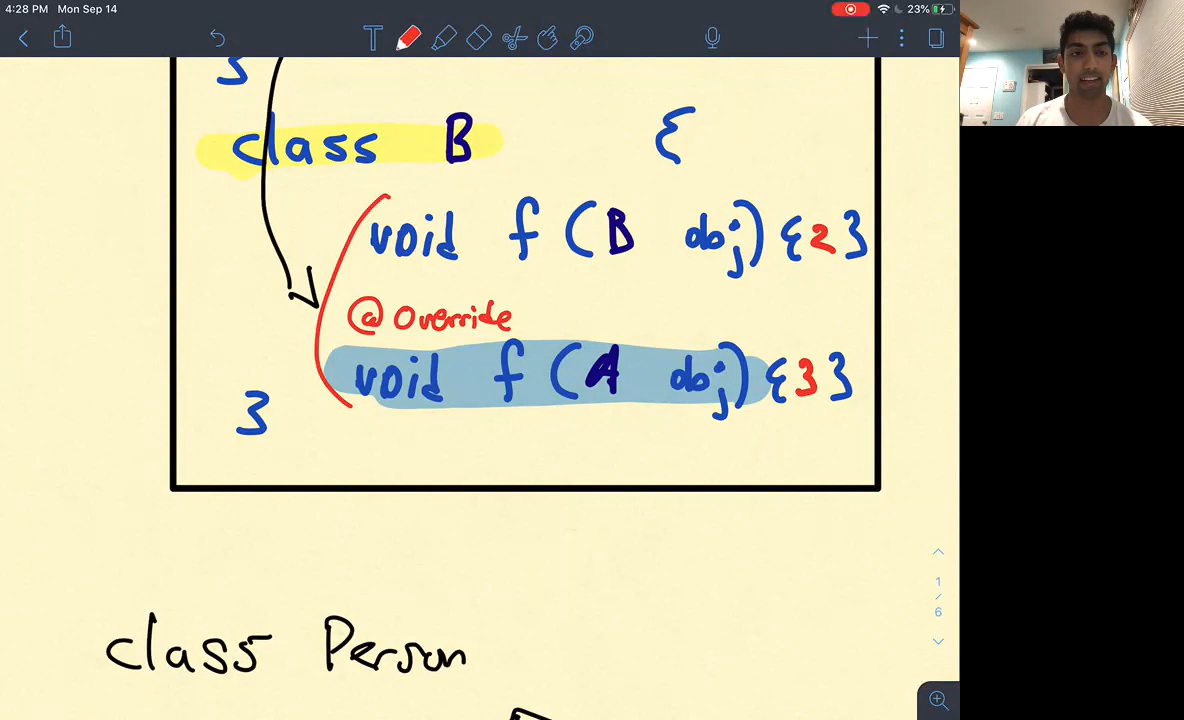 4:28 PM Mon Sep 14
23%
T
}
class B {
void f (B obj) {2}
@Override
void f (A obj) {3}
}
1
/
6
class Person